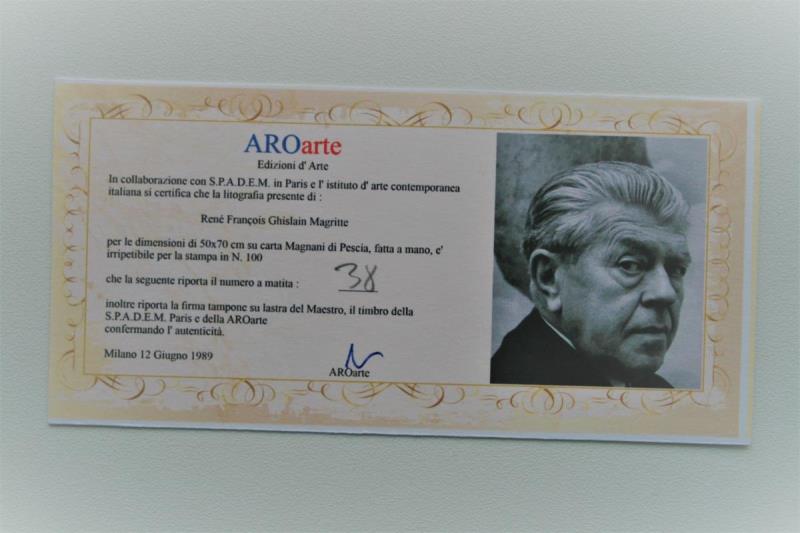 AROarte
Edizioni d' Arte
In collaborazione con S.P.A.D.E.M. in Paris e l' istituto d' arte contemporanea
italiana si certifica che la litografia presente di :
René François Ghislain Magritte
per le dimensioni di 50x70 cm su carta Magnani di Pescia, fatta a mano, e'
irripetibile per la stampa in N. 100
che la seguente riporta il numero a matita : 38
inoltre riporta la firma tampone su lastra del Maestro, il timbro della
S.P.A.D.E.M. Paris e della AROarte
confermando l' autenticità.
Milano 12 Giugno 1989
AROarte